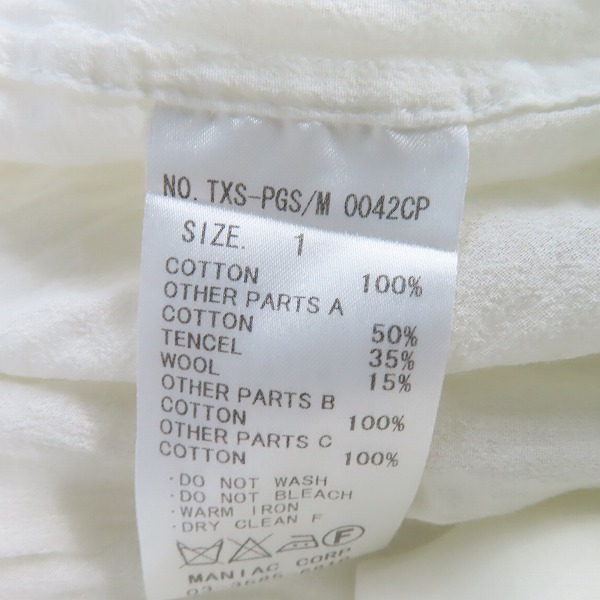 NO. TXS-PGS/M 0042CP
SIZE. 1
COTTON 100%
OTHER PARTS A
COTTON 50%
TENCEL 35%
WOOL 15%
OTHER PARTS B
COTTON 100%
OTHER PARTS C
COTTON 100%
・DO NOT WASH
・DO NOT BLEACH
・WARM IRON
・DRY CLEAN F
F
MANIAC CORP